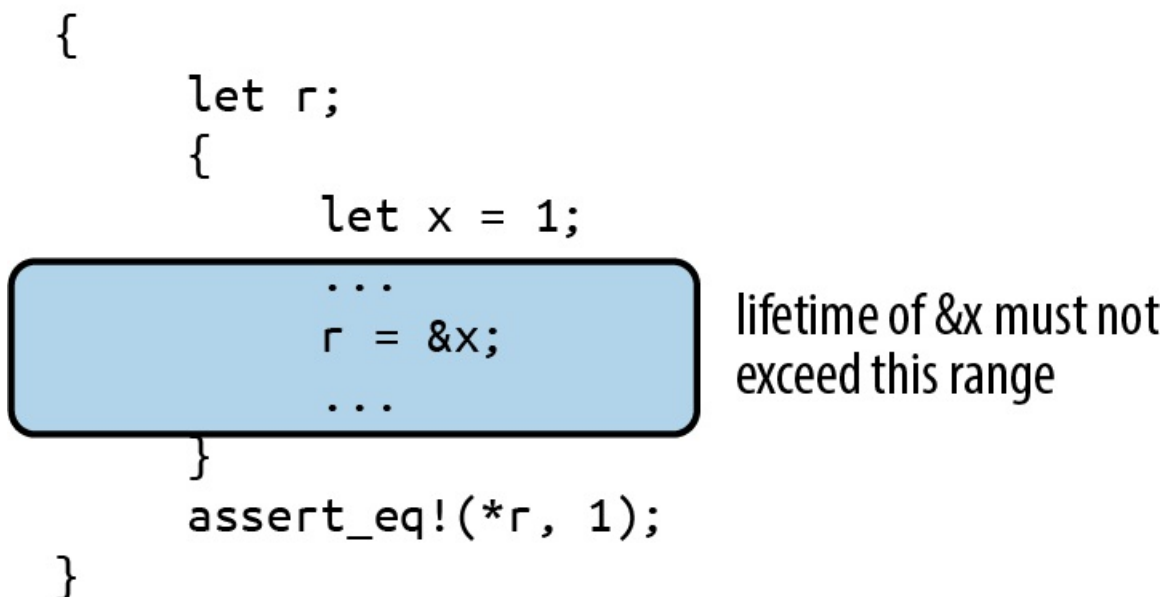 {
let r;
{
let x = 1;
...
r = &x;
...
}
assert_eq!(*r, 1);
}
lifetime of &x must not
exceed this range